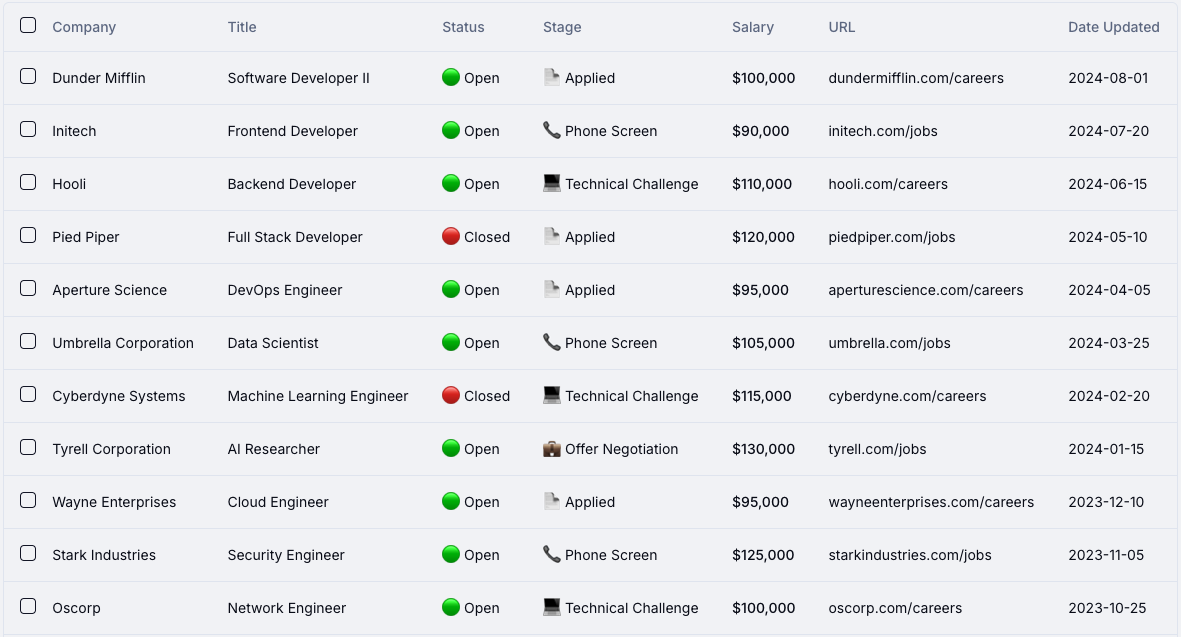 Company Title Status Stage Salary URL Date Updated
Dunder Mifflin Software Developer II Open Applied $100,000 dundermifflin.com/careers 2024-08-01
Initech Frontend Developer Open Phone Screen $90,000 initech.com/jobs 2024-07-20
Hooli Backend Developer Open Technical Challenge $110,000 hooli.com/careers 2024-06-15
Pied Piper Full Stack Developer Closed Applied $120,000 piedpiper.com/jobs 2024-05-10
Aperture Science DevOps Engineer Open Applied $95,000 aperturescience.com/careers 2024-04-05
Umbrella Corporation Data Scientist Open Phone Screen $105,000 umbrella.com/jobs 2024-03-25
Cyberdyne Systems Machine Learning Engineer Closed Technical Challenge $115,000 cyberdyne.com/careers 2024-02-20
Tyrell Corporation AI Researcher Open Offer Negotiation $130,000 tyrell.com/jobs 2024-01-15
Wayne Enterprises Cloud Engineer Open Applied $95,000 wayneenterprises.com/careers 2023-12-10
Stark Industries Security Engineer Open Phone Screen $125,000 starkindustries.com/jobs 2023-11-05
Oscorp Network Engineer Open Technical Challenge $100,000 oscorp.com/careers 2023-10-25